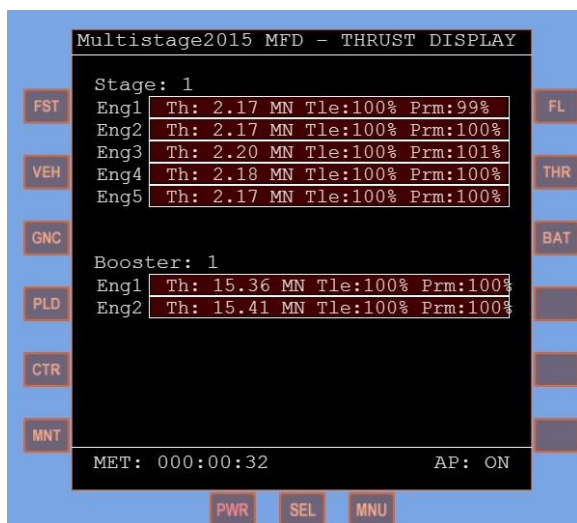 Multistage2015 MFD - THRUST DISPLAY
Stage: 1
FST
FL
Eng1 Th: 2.17 MN Tle:100% Prm:99%
Eng2 Th: 2.17 MN Tle:100% Prm:100%
Eng3 Th: 2.20 MN Tle:100% Prm:101%
VEH
THR
Eng4 Th: 2.18 MN Tle:100% Prm:100%
Eng5 Th: 2.17 MN Tle:100% Prm:100%
GNC
BAT
Booster: 1
Eng1 Th: 15.36 MN Tle:100% Prm:100%
PLD
Eng2 Th: 15.41 MN Tle:100% Prm:100%
CTR
MNT
MET: 000:00:32 AP: ON
PWR SEL MNU